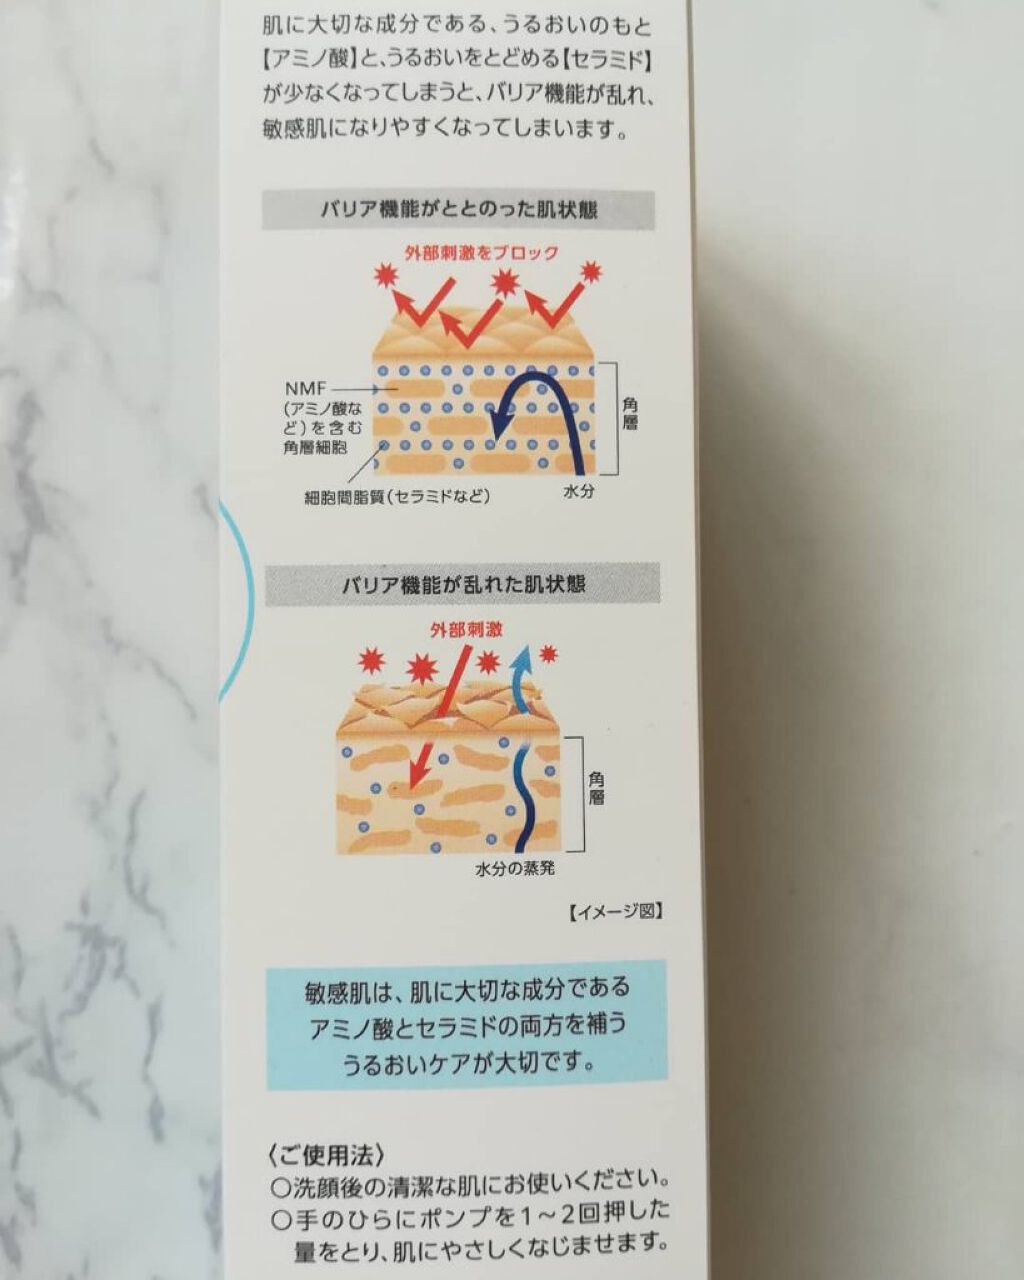 肌に大切な成分である、うるおいのもと
【アミノ酸】と、うるおいをとどめる【セラミド】
が少なくなってしまうと、バリア機能が乱れ、
敏感肌になりやすくなってしまいます。
バリア機能がととのった肌状態
外部刺激をブロック
NMF
(アミノ酸な
ど)を含む
角層細胞
角層
細胞間脂質(セラミドなど)
水分
バリア機能が乱れた肌状態
外部刺激
角層
水分の蒸発
【イメージ図】
敏感肌は、肌に大切な成分である
アミノ酸とセラミドの両方を補う
うるおいケアが大切です。
〈ご使用法〉
○洗顔後の清潔な肌にお使いください。
○手のひらにポンプを1〜2回押した
量をとり、肌にやさしくなじませます。